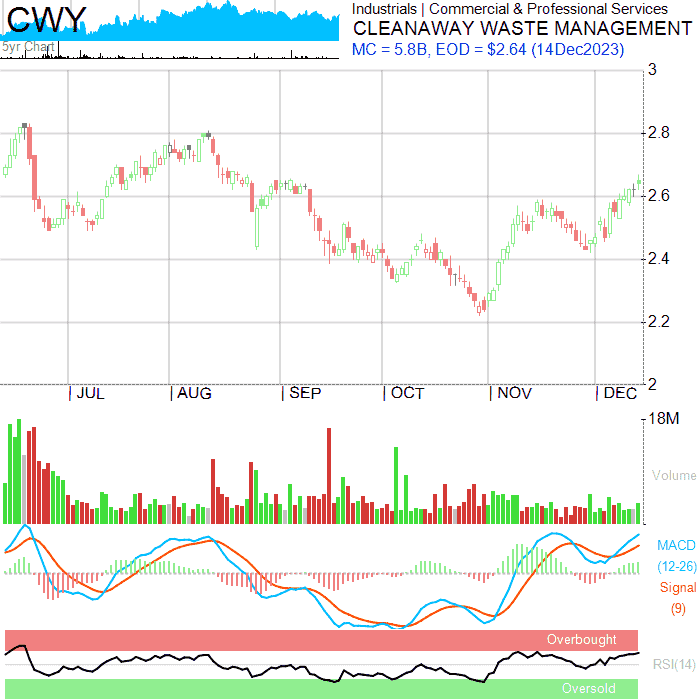 CWY
5yr Chart
Industrials | Commercial & Professional Services
CLEANAWAY WASTE MANAGEMENT
MC = 5.8B, EOD = $2.64 (14Dec2023)
3
2.8
2.6
2.4
2.2
2
JUL AUG SEP OCT NOV DEC
18M
Volume
MACD
(12-26)
Signal
(9)
Overbought
RSI(14)
Oversold